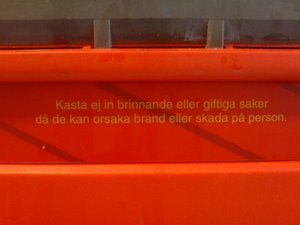 Kasta ej in brinnande eller giftiga saker
då de kan orsaka brand eller skada på person.